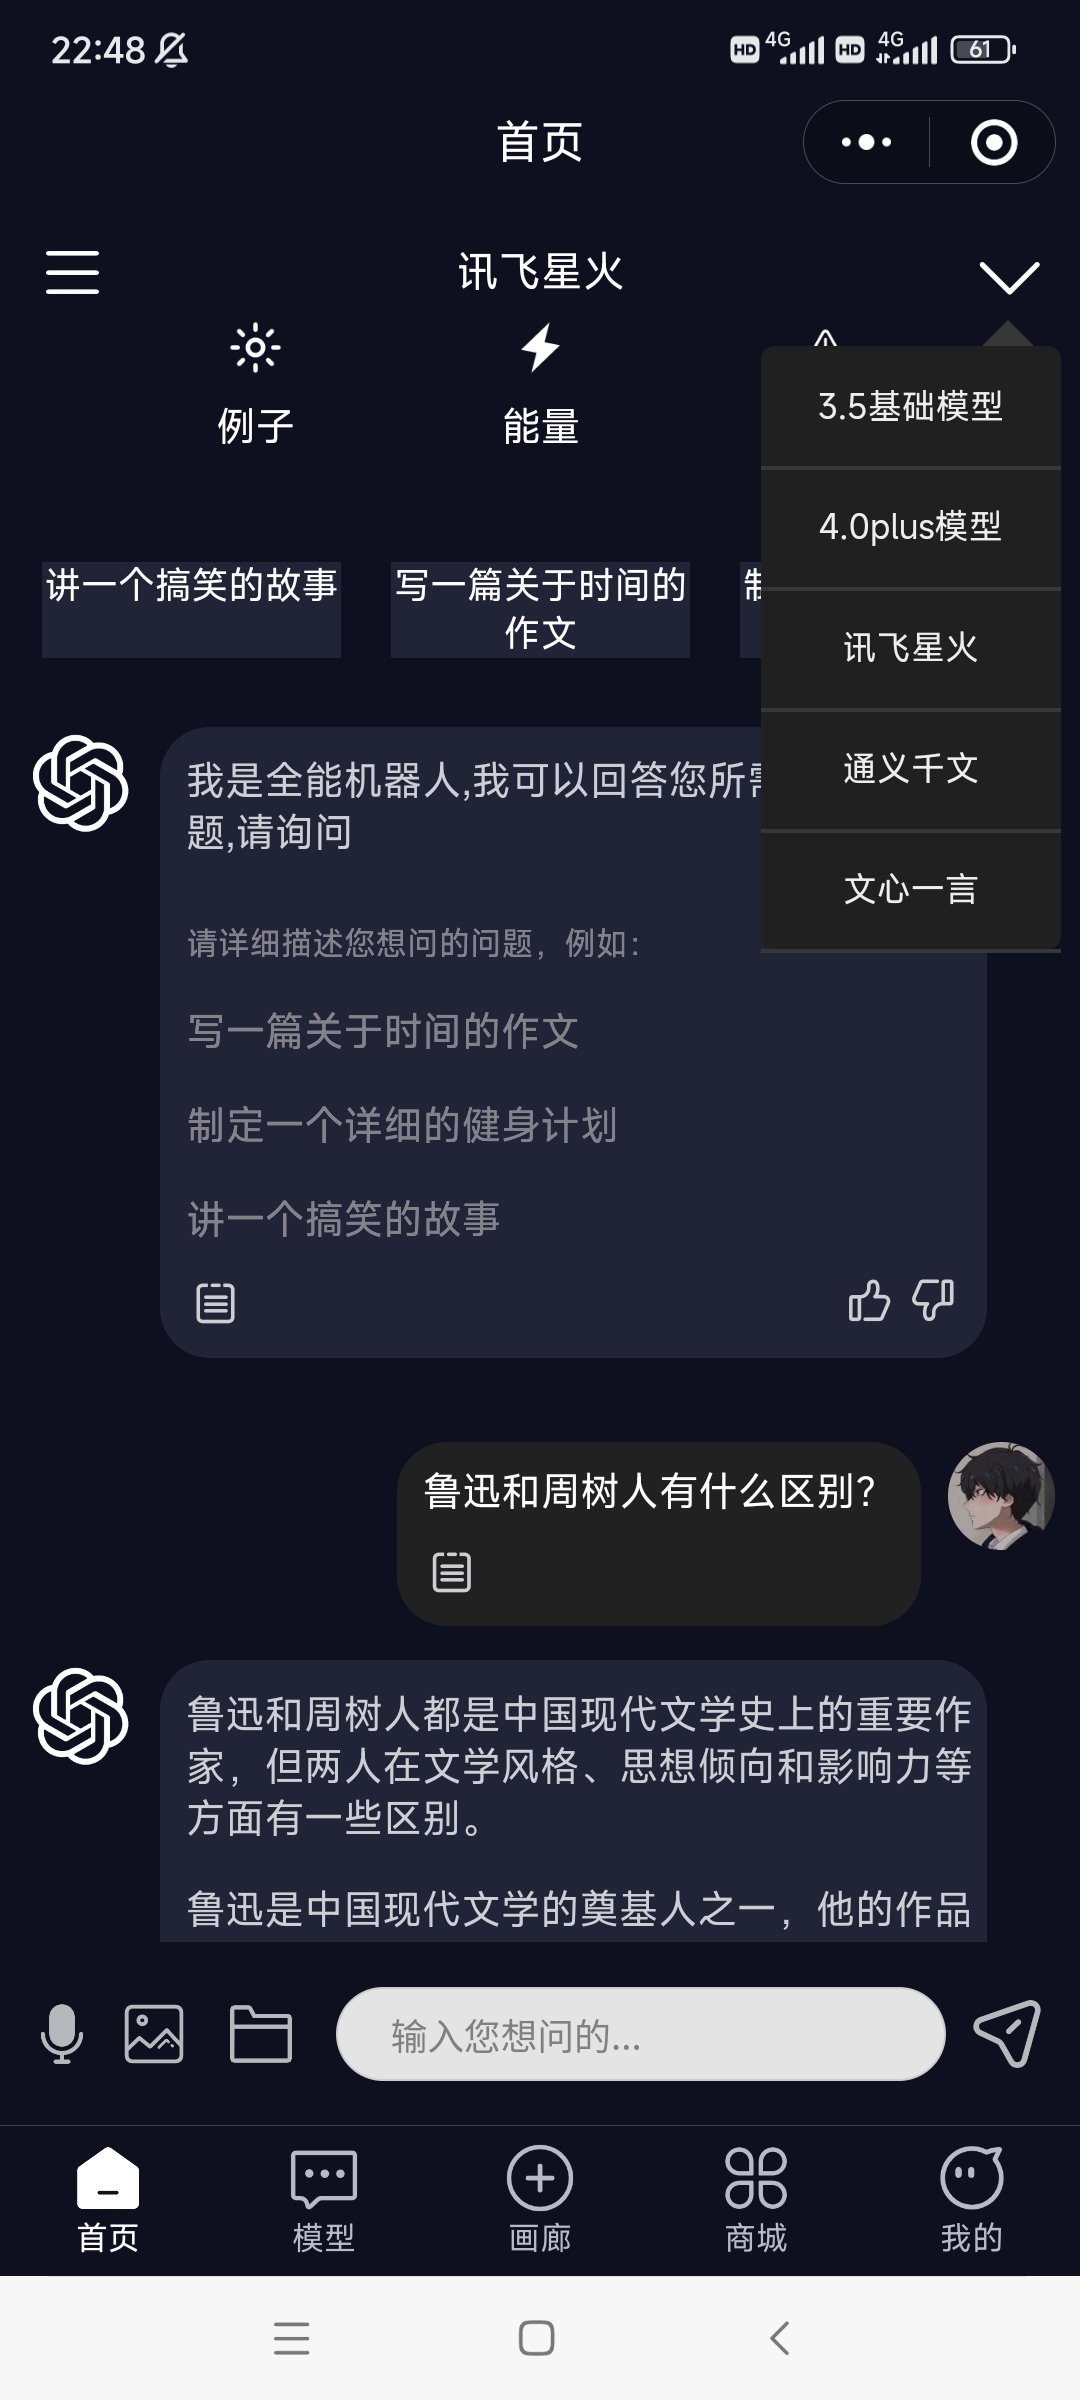 22:48
HD 4G HD 4G 61
首页
讯飞星火
例子
能量
3.5基础模型
4.0plus模型
讯飞星火
通义千文
文心一言
讲一个搞笑的故事
写一篇关于时间的
作文
我是全能机器人,我可以回答您所
题,请询问
请详细描述您想问的问题，例如：
写一篇关于时间的作文
制定一个详细的健身计划
讲一个搞笑的故事
鲁迅和周树人有什么区别?
鲁迅和周树人都是中国现代文学史上的重要作
家，但两人在文学风格、思想倾向和影响力等
方面有一些区别。
鲁迅是中国现代文学的奠基人之一，他的作品
输入您想问的...
首页
模型
画廊
商城
我的